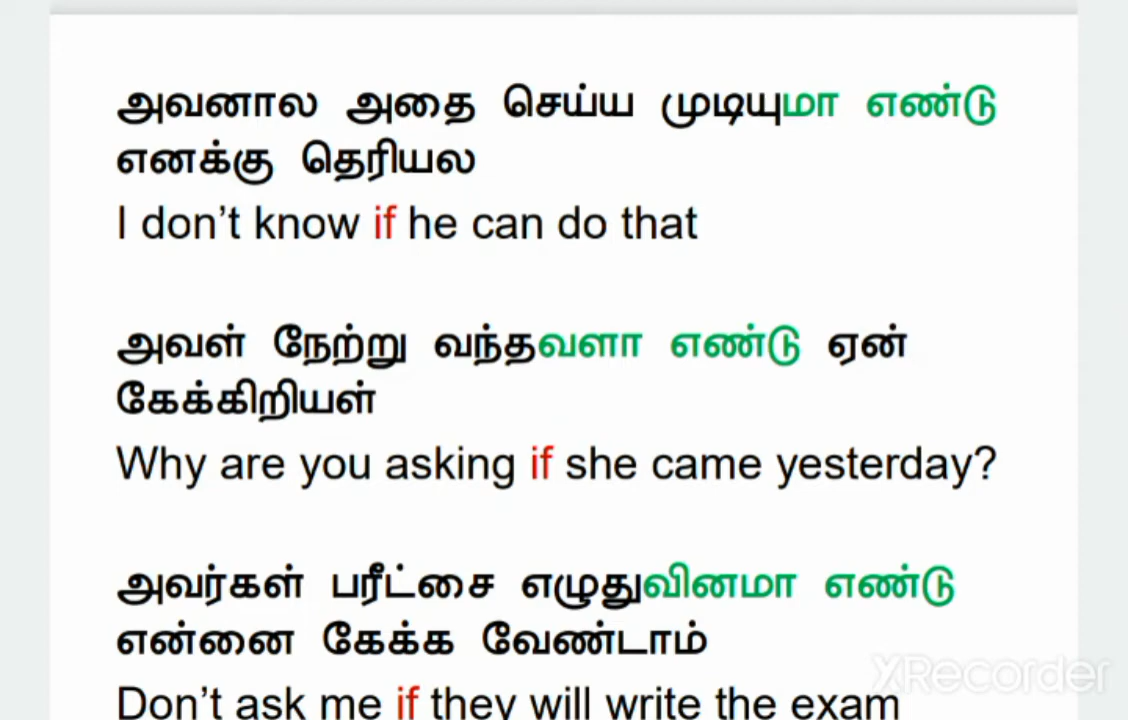 அவனால அதை செய்ய முடியுமா எண்டு
எனக்கு தெரியல
I don't know if he can do that
அவள் நேற்று வந்தவளா எண்டு ஏன்
கேக்கிறியள்
Why are you asking if she came yesterday?
அவர்கள் பரீட்சை எழுதுவினமா எண்டு
என்னை கேக்க வேண்டாம்
Don't ask me if they will write the exam
XRecorder